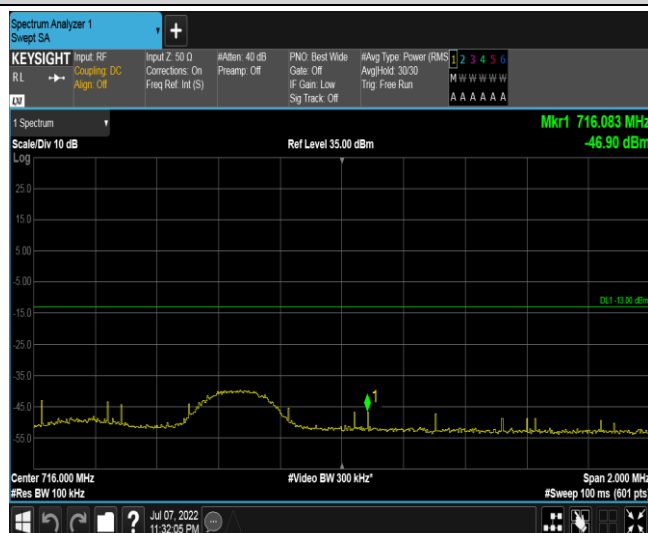 Spectrum Analyzer 1
Swept SA
+
KEYSIGHT
RL
LXI
Input: RF
Coupling: DC
Align: Off
Input Z: 50 Ω
Corrections: On
Freq Ref: Int (S)
#Atten: 40 dB
Preamp: Off
PNO: Best Wide
Gate: Off
IF Gain: Low
Sig Track: Off
#Avg Type: Power (RMS
Avg|Hold: 30/30
Trig: Free Run
1 2 3 4 5 6
M W W W W W
A A A A A A
1 Spectrum
Mkr1 716.083 MHz
Scale/Div 10 dB
Ref Level 35.00 dBm
-46.90 dBm
Log
25.0
15.0
5.00
-5.00
DL1 -13.00 dBm
-15.0
-25.0
-35.0
1
-45.0
-55.0
Center 716.000 MHz
#Video BW 300 kHz*
Span 2.000 MHz
#Res BW 100 kHz
#Sweep 100 ms (601 pts)
?
Jul 07, 2022
11:32:05 PM